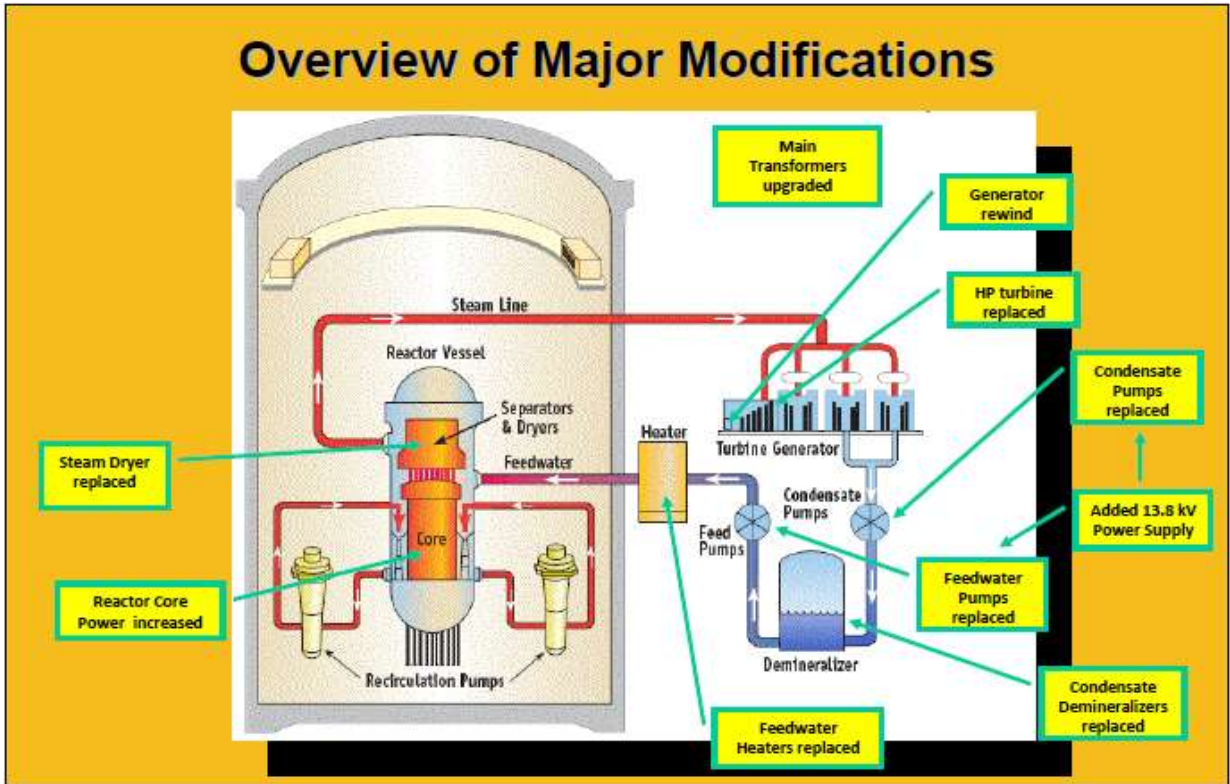 Overview of Major Modifications
Main
Transformers
upgraded
Generator
rewind
HP turbine
replaced
Steam Line
Reactor Vessel
Condensate
Pumps
replaced
Separators
& Dryers
Heater
Turbine Generator
Steam Dryer
replaced
Feedwater
Condensate
Pumps
Added 13.8 kV
Power Supply
Feed
Pumps
Core
Feedwater
Pumps
replaced
Reactor Core
Power increased
Demineralizer
Recirculation Pumps
Condensate
Demineralizers
replaced
Feedwater
Heaters replaced